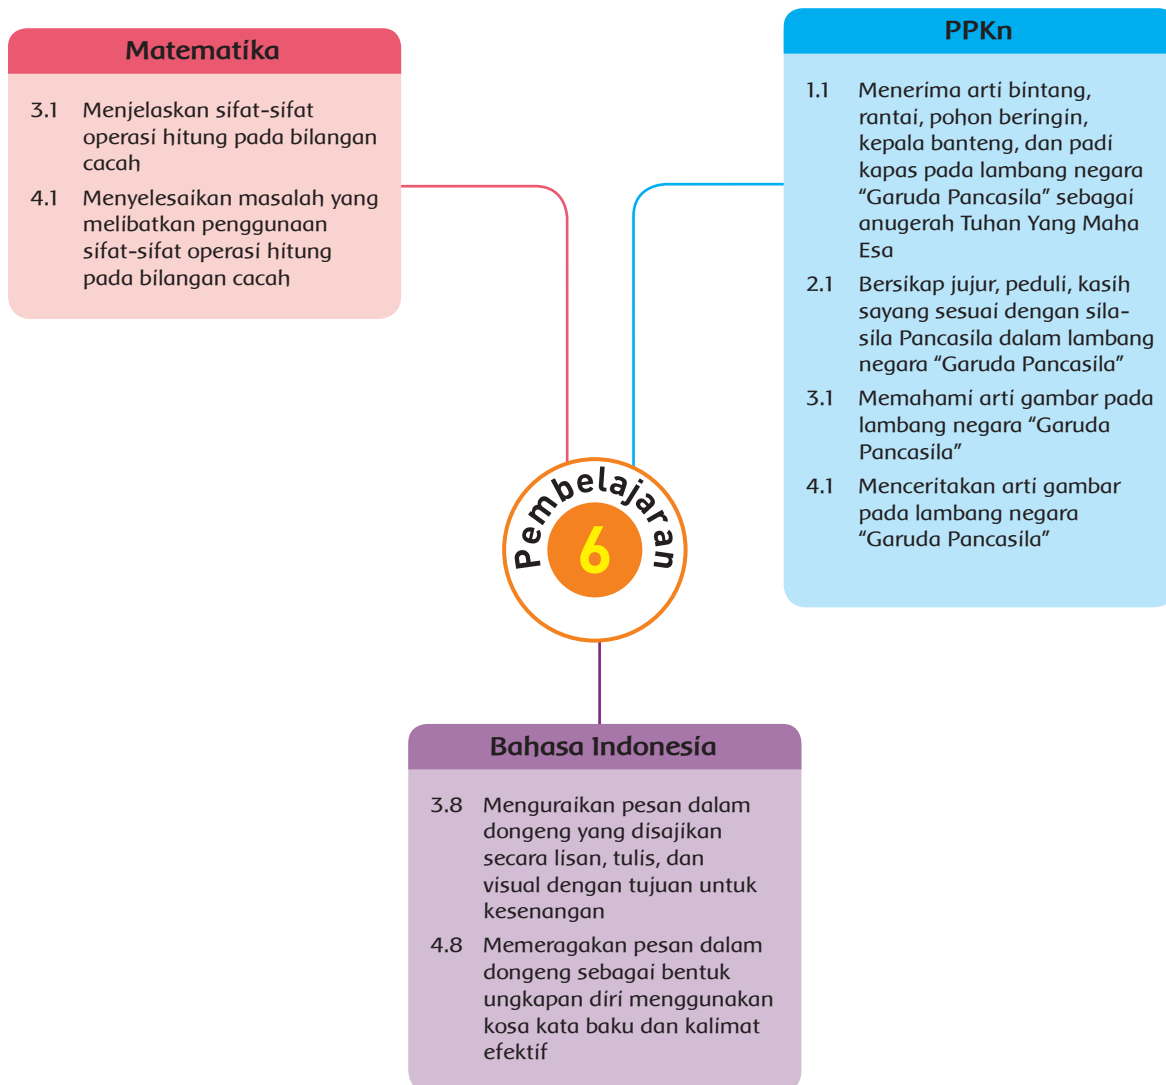 Matematika
3.1 Menjelaskan sifat-sifat
operasi hitung pada bilangan
cacah
4.1 Menyelesaikan masalah yang
melibatkan penggunaan
sifat-sifat operasi hitung
pada bilangan cacah
PPKn
1.1 Menerima arti bintang,
rantai, pohon beringin,
kepala banteng, dan padi
kapas pada lambang negara
“Garuda Pancasila” sebagai
anugerah Tuhan Yang Maha
Esa
2.1 Bersikap jujur, peduli, kasih
sayang sesuai dengan sila-
sila Pancasila dalam lambang
negara “Garuda Pancasila”
3.1 Memahami arti gambar pada
lambang negara “Garuda
Pancasila”
4.1 Menceritakan arti gambar
pada lambang negara
“Garuda Pancasila”
Pembelajaran
6
Bahasa Indonesia
3.8 Menguraikan pesan dalam
dongeng yang disajikan
secara lisan, tulis, dan
visual dengan tujuan untuk
kesenangan
4.8 Memeragakan pesan dalam
dongeng sebagai bentuk
ungkapan diri menggunakan
kosa kata baku dan kalimat
efektif